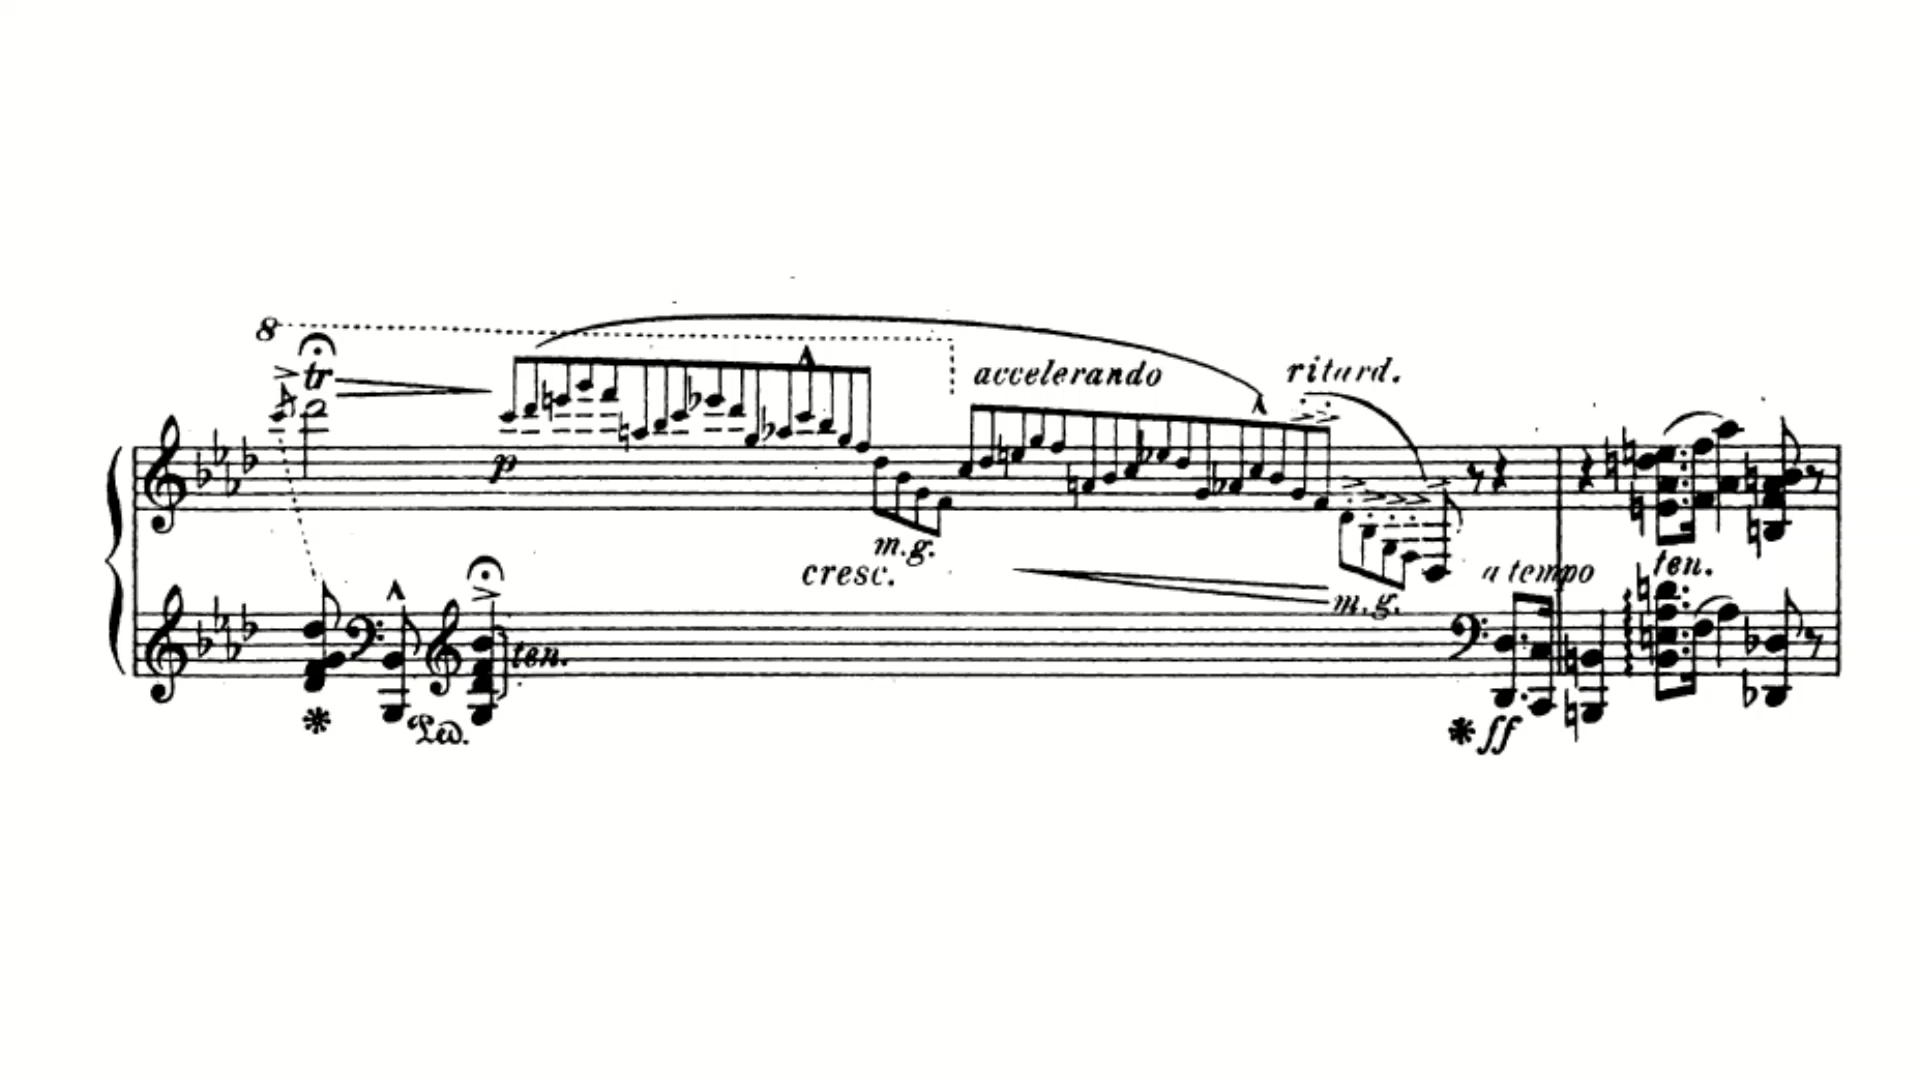 8
tr
p
accelerando
ritard.
m.g.
cresc.
m.g.
a tempo
ten.
ten.
Ped.
ff